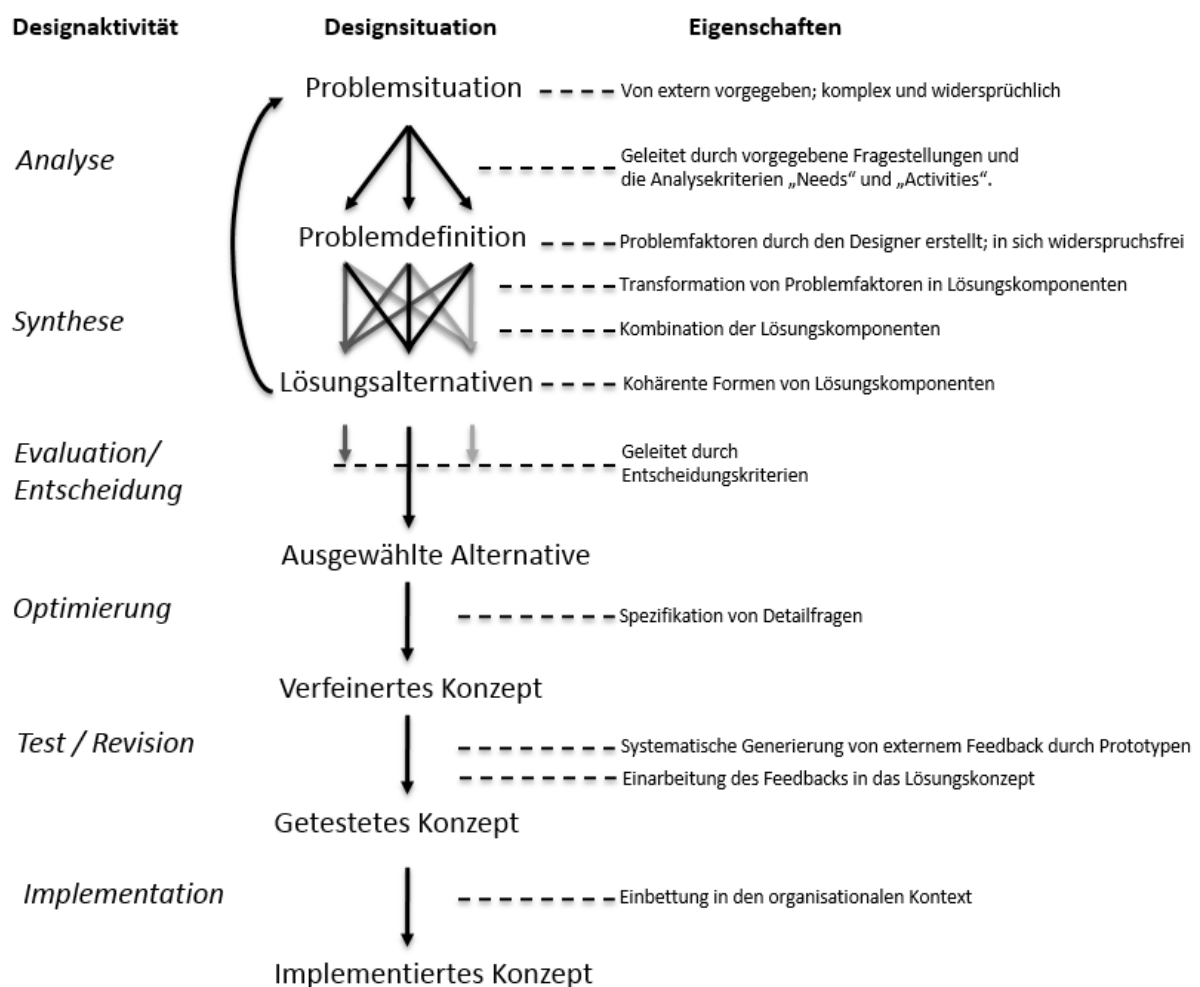 Designaktivität
Designsituation
Eigenschaften
Problemsituation
Von extern vorgegeben; komplex und widersprüchlich
Analyse
Geleitet durch vorgegebene Fragestellungen und
die Analysekriterien „Needs“ und „Activities“.
Problemdefinition
Problemfaktoren durch den Designer erstellt; in sich widerspruchsfrei
Synthese
Transformation von Problemfaktoren in Lösungskomponenten
Kombination der Lösungskomponenten
Lösungsalternativen
Kohärente Formen von Lösungskomponenten
Evaluation/
Entscheidung
Geleitet durch
Entscheidungskriterien
Ausgewählte Alternative
Optimierung
Spezifikation von Detailfragen
Verfeinertes Konzept
Test / Revision
Systematische Generierung von externem Feedback durch Prototypen
Einarbeitung des Feedbacks in das Lösungskonzept
Getestetes Konzept
Implementation
Einbettung in den organisationalen Kontext
Implementiertes Konzept